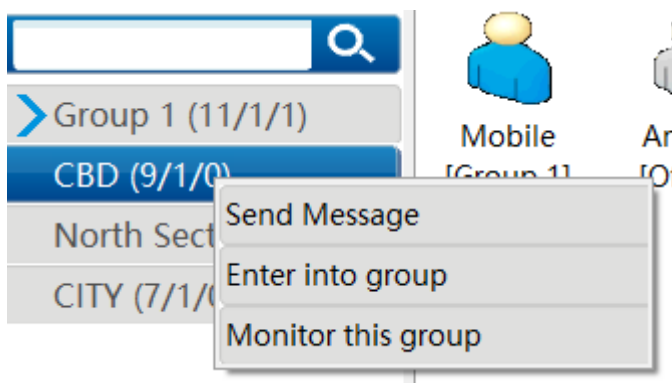 Group 1 (11/1/1)
CBD (9/1/0)
North Sect
CITY (7/1/0
Send Message
Enter into group
Monitor this group
Mobile
[Group 1]